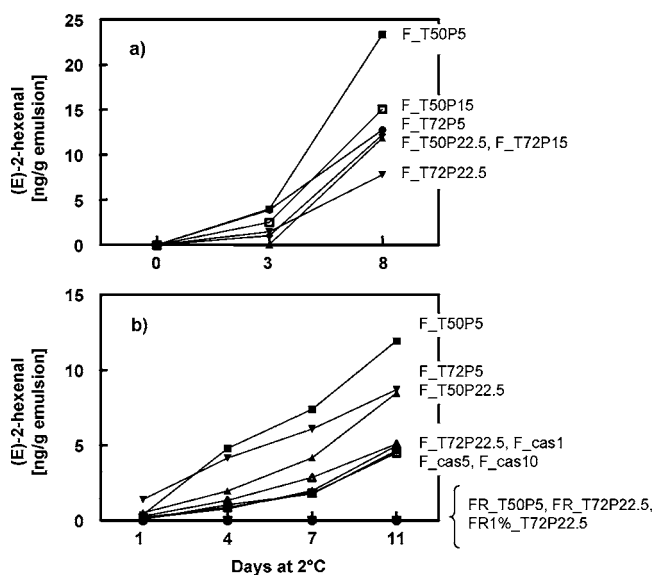 a)
(E)-2-hexenal
[ng/g emulsion]
25
20
15
10
5
0
0
3
8
F_T50P5
F_T50P15
F_T72P5
F_T50P22.5, F_T72P15
F_T72P22.5
b)
(E)-2-hexenal
[ng/g emulsion]
15
10
5
0
1
4
7
11
Days at 2°C
F_T50P5
F_T72P5
F_T50P22.5
F_T72P22.5, F_cas1
F_cas5, F_cas10
FR_T50P5, FR_T72P22.5,
FR1%_T72P22.5